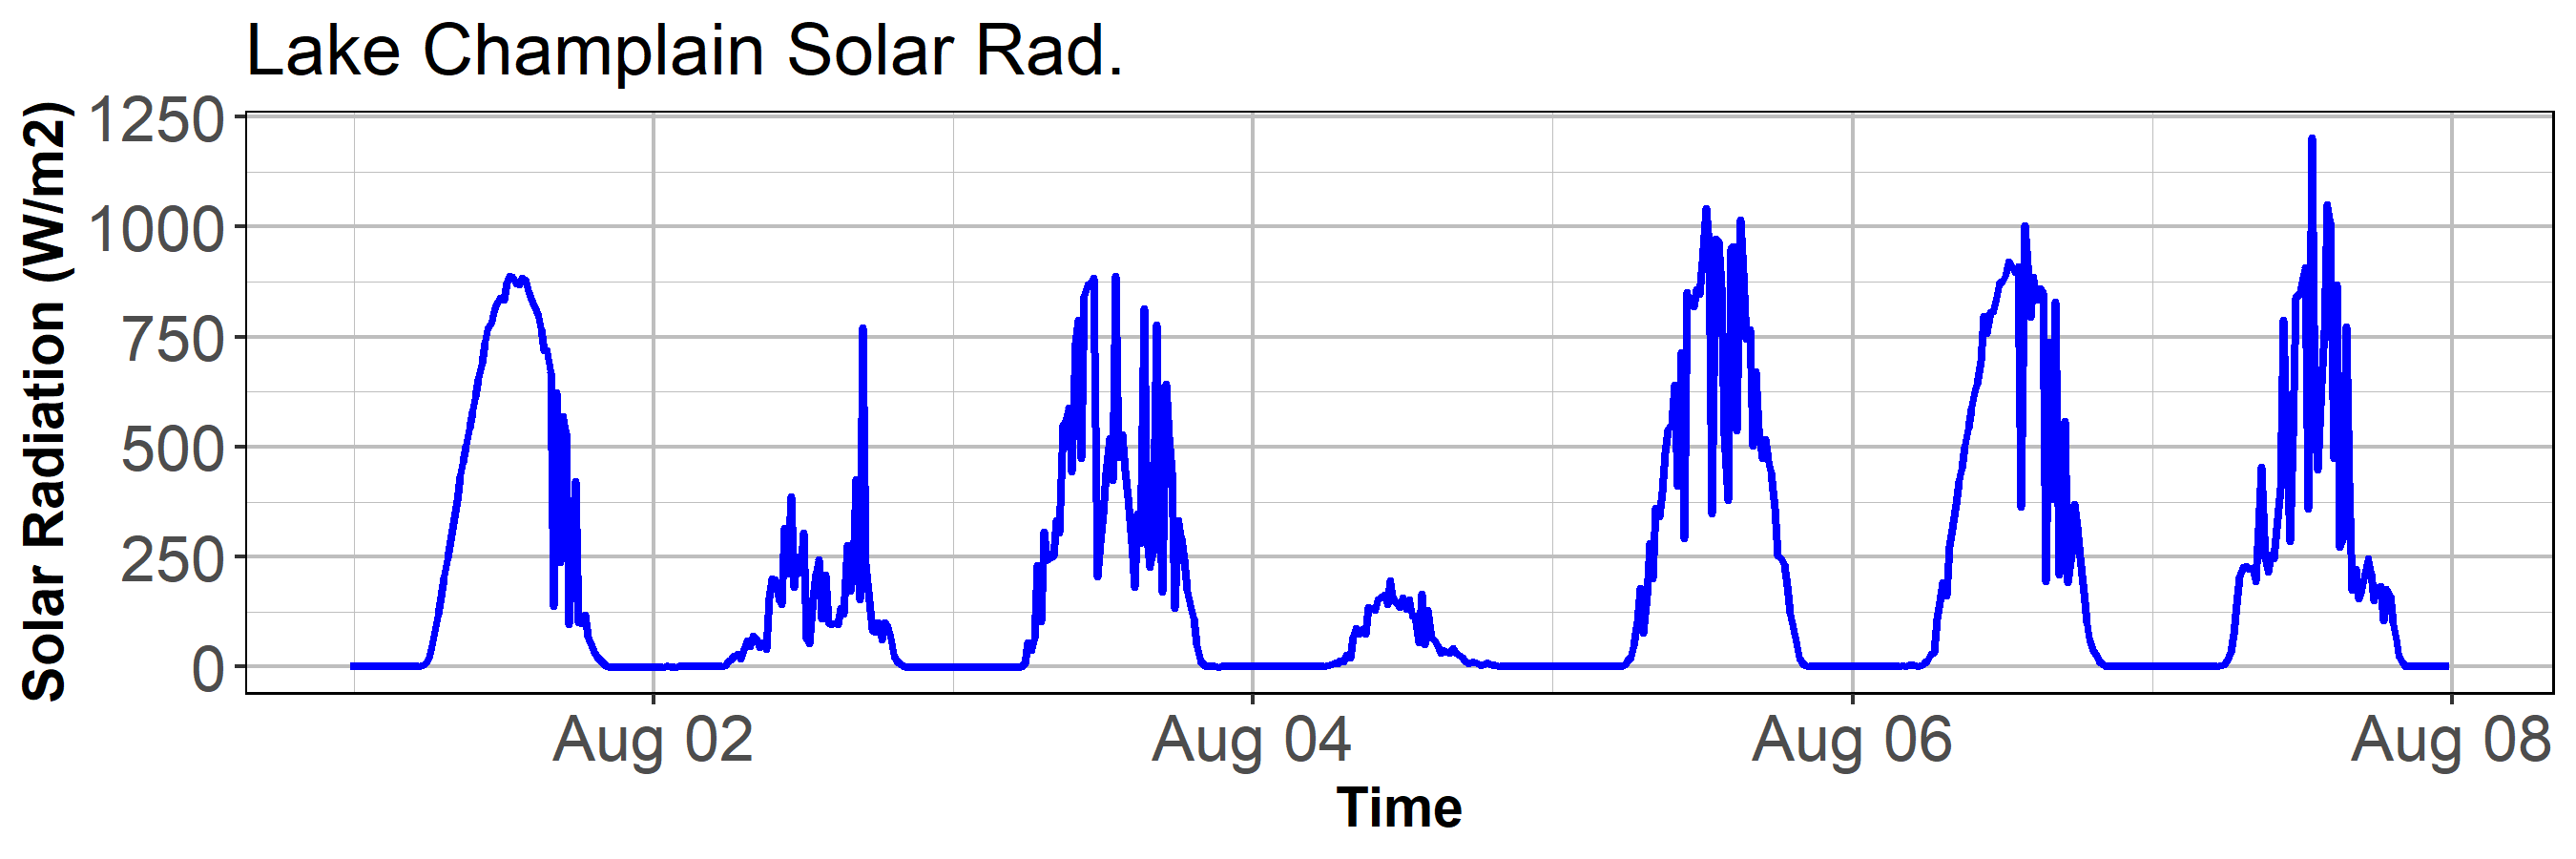 Lake Champlain Solar Rad.
Solar Radiation (W/m2)
1250
1000
750
500
250
0
Aug 02 Aug 04 Aug 06 Aug 08
Time